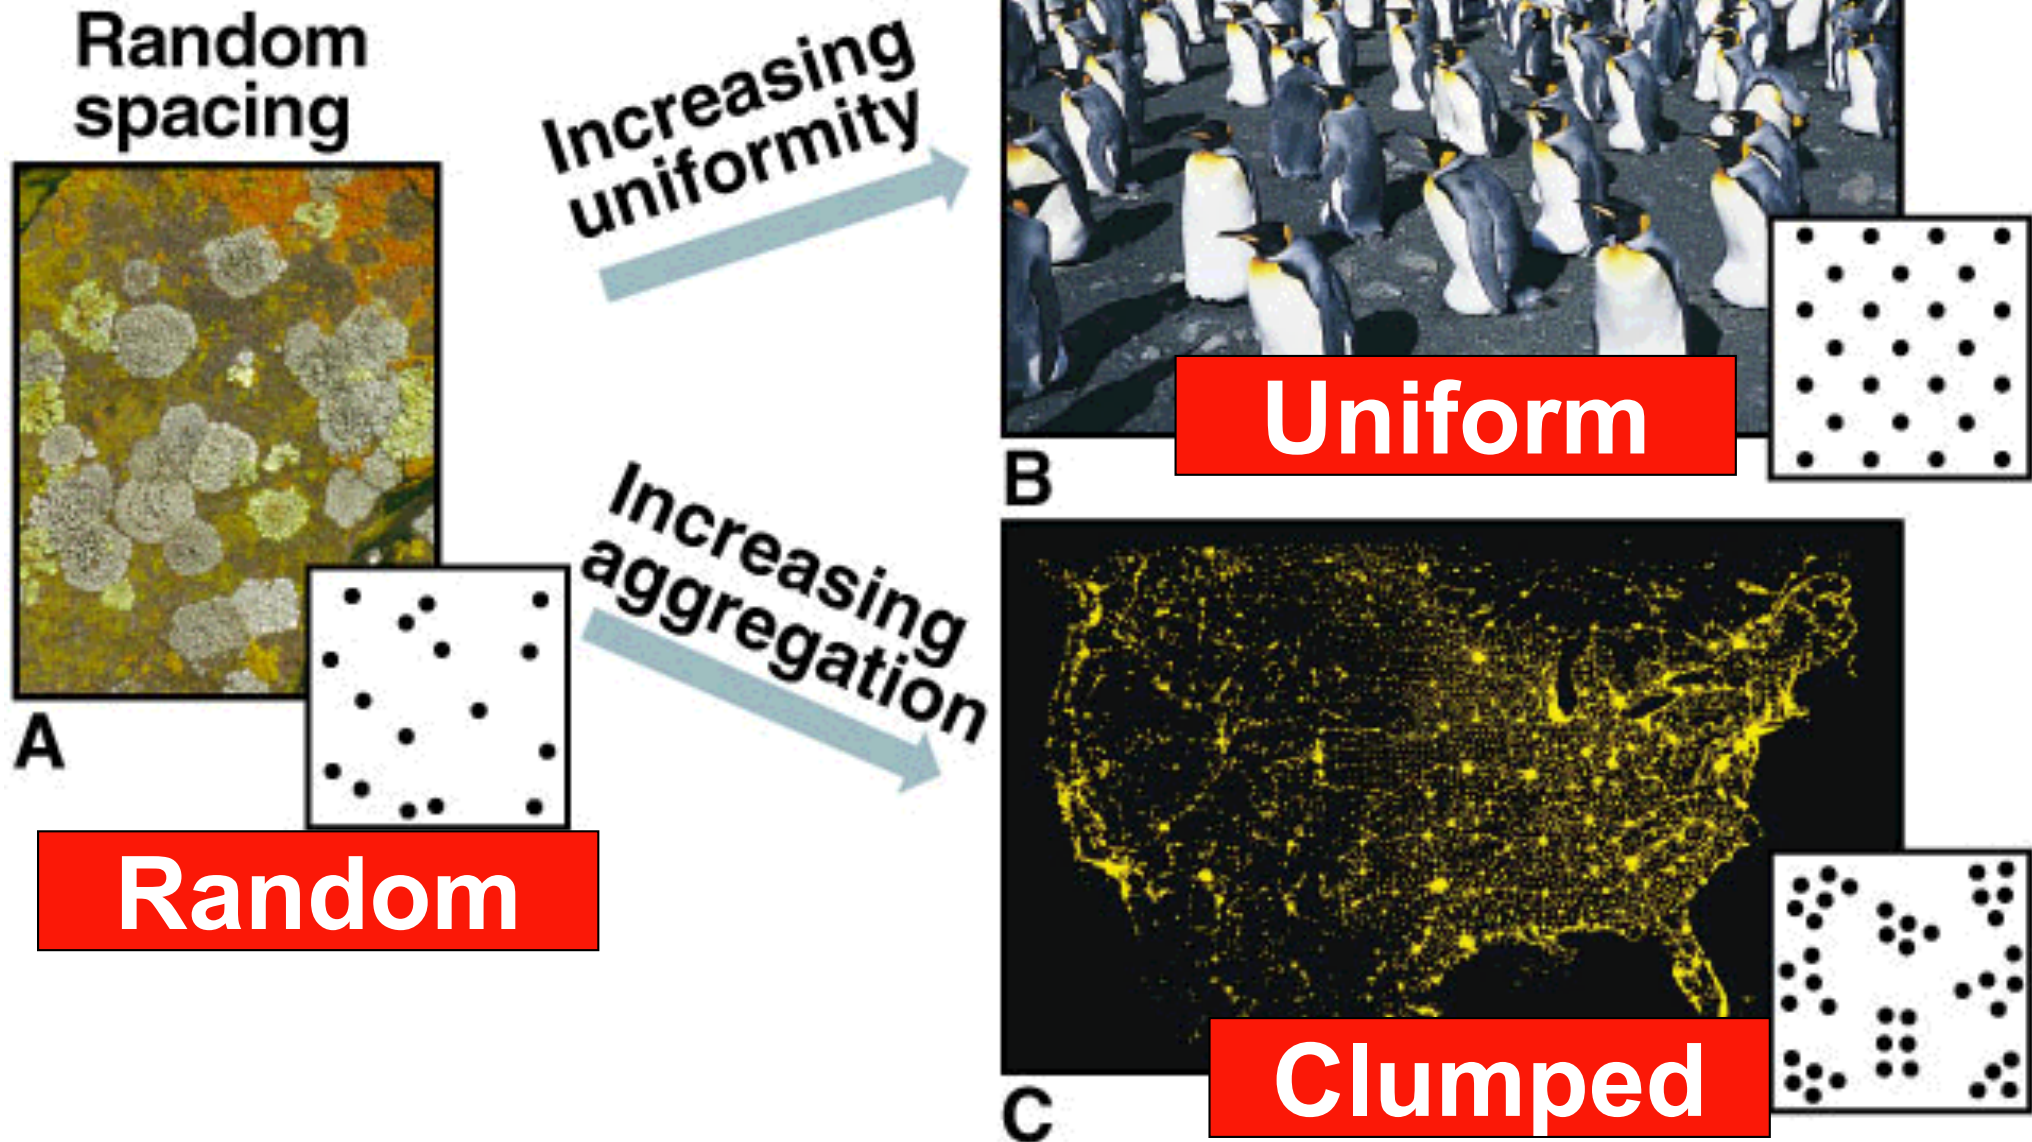 Random
spacing
Increasing
uniformity
Uniform
B
Increasing
aggregation
A
Random
Clumped
C